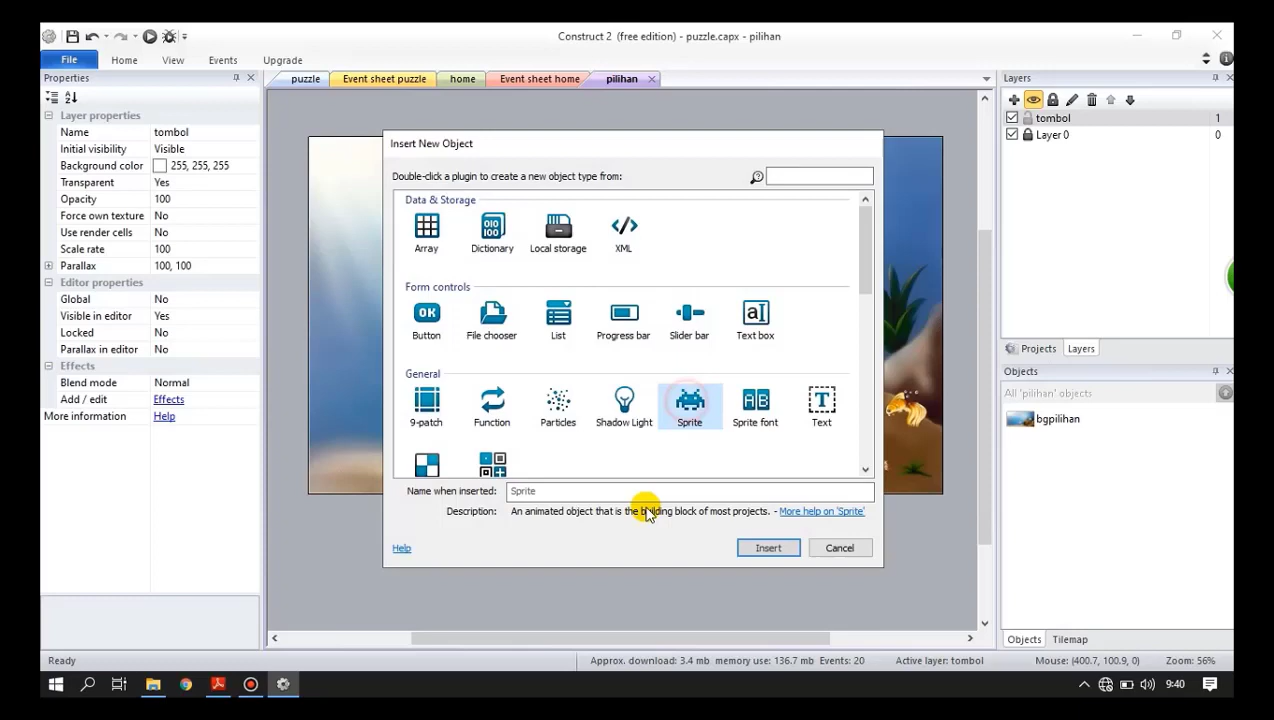 Construct 2 (free edition) - puzzle.capx - pilihan
File Home View Events Upgrade
Properties
puzzle Event sheet puzzle home Event sheet home pilihan
Layers
Layer properties
Name tombol
Initial visibility Visible
Background color 255, 255, 255
Transparent Yes
Opacity 100
Force own texture No
Use render cells No
Scale rate 100
Parallax 100, 100
Editor properties
Global No
Visible in editor Yes
Locked No
Parallax in editor No
Effects
Blend mode Normal
Add / edit Effects
More information Help
Insert New Object
Double-click a plugin to create a new object type from:
Data & Storage
Array Dictionary Local storage XML
Form controls
Button File chooser List Progress bar Slider bar Text box
General
9-patch Function Particles Shadow Light Sprite Sprite font Text
Name when inserted: Sprite
Description: An animated object that is the building block of most projects. - More help on 'Sprite'
Help Insert Cancel
tombol 1
Layer 0 0
Projects Layers
Objects
All 'pilihan' objects
bgpilihan
Objects Tilemap
Ready Approx. download: 3.4 mb memory use: 136.7 mb Events: 20 Active layer: tombol Mouse: (400.7, 100.9, 0) Zoom: 56%
9:40